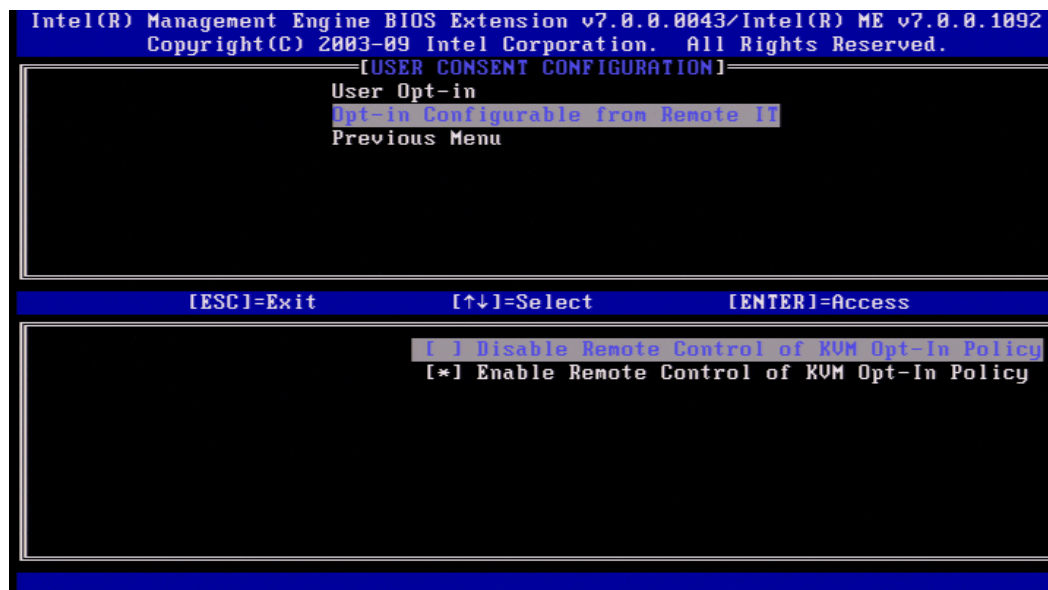 Intel(R) Management Engine BIOS Extension v7.0.0.0043/Intel(R) ME v7.0.0.1092
Copyright(C) 2003-09 Intel Corporation. All Rights Reserved.
[USER CONSENT CONFIGURATION]
User Opt-in
Opt-in Configurable from Remote IT
Previous Menu
[ESC]=Exit [↑↓]=Select [ENTER]=Access
[ ] Disable Remote Control of KVM Opt-In Policy
[*] Enable Remote Control of KVM Opt-In Policy